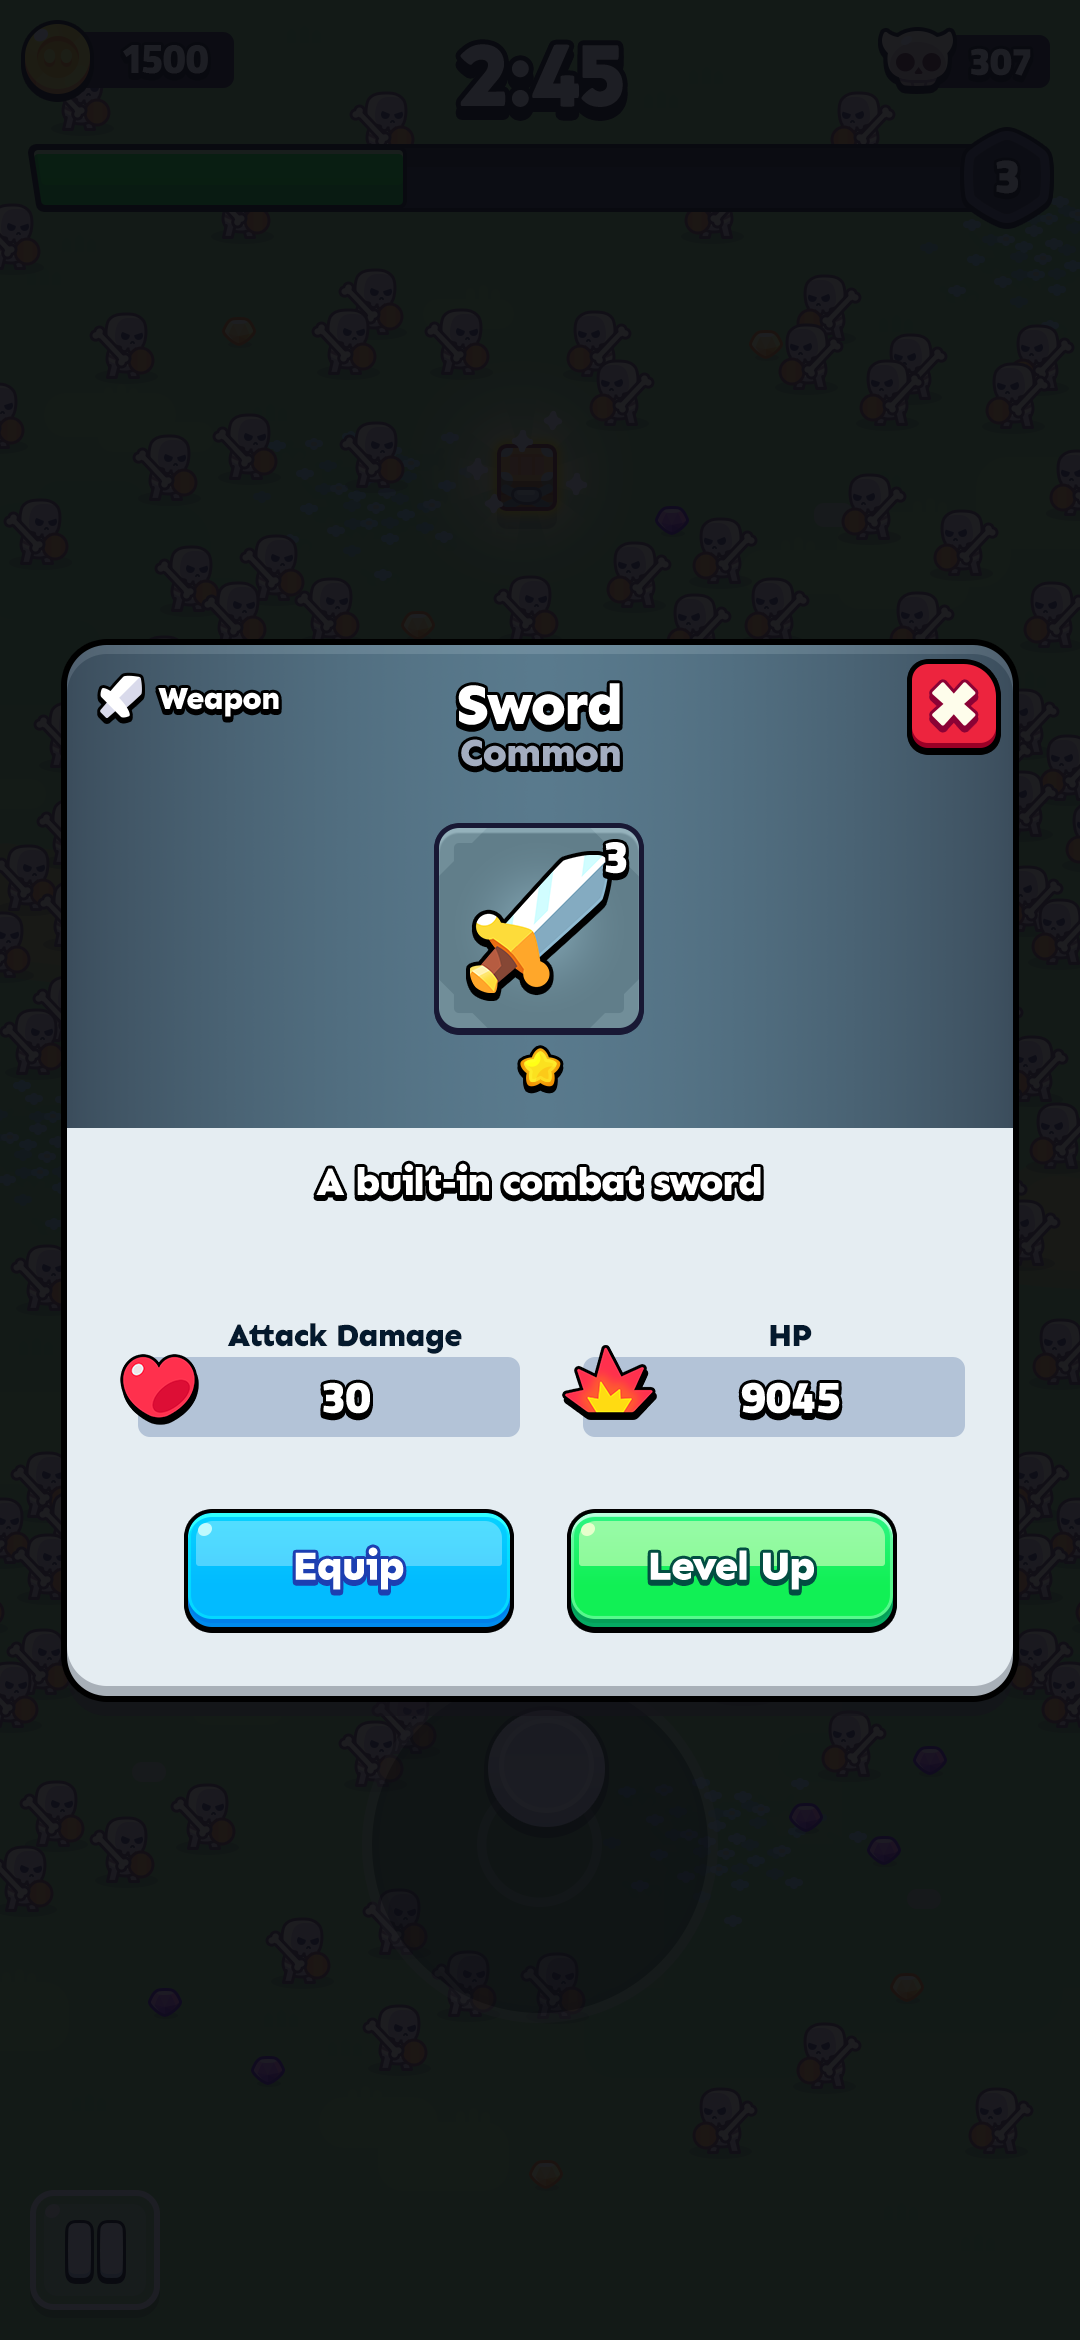 1500
2:45
307
3
Weapon
Sword
Common
3
A built-in combat sword
Attack Damage
HP
30
9045
Equip
Level Up